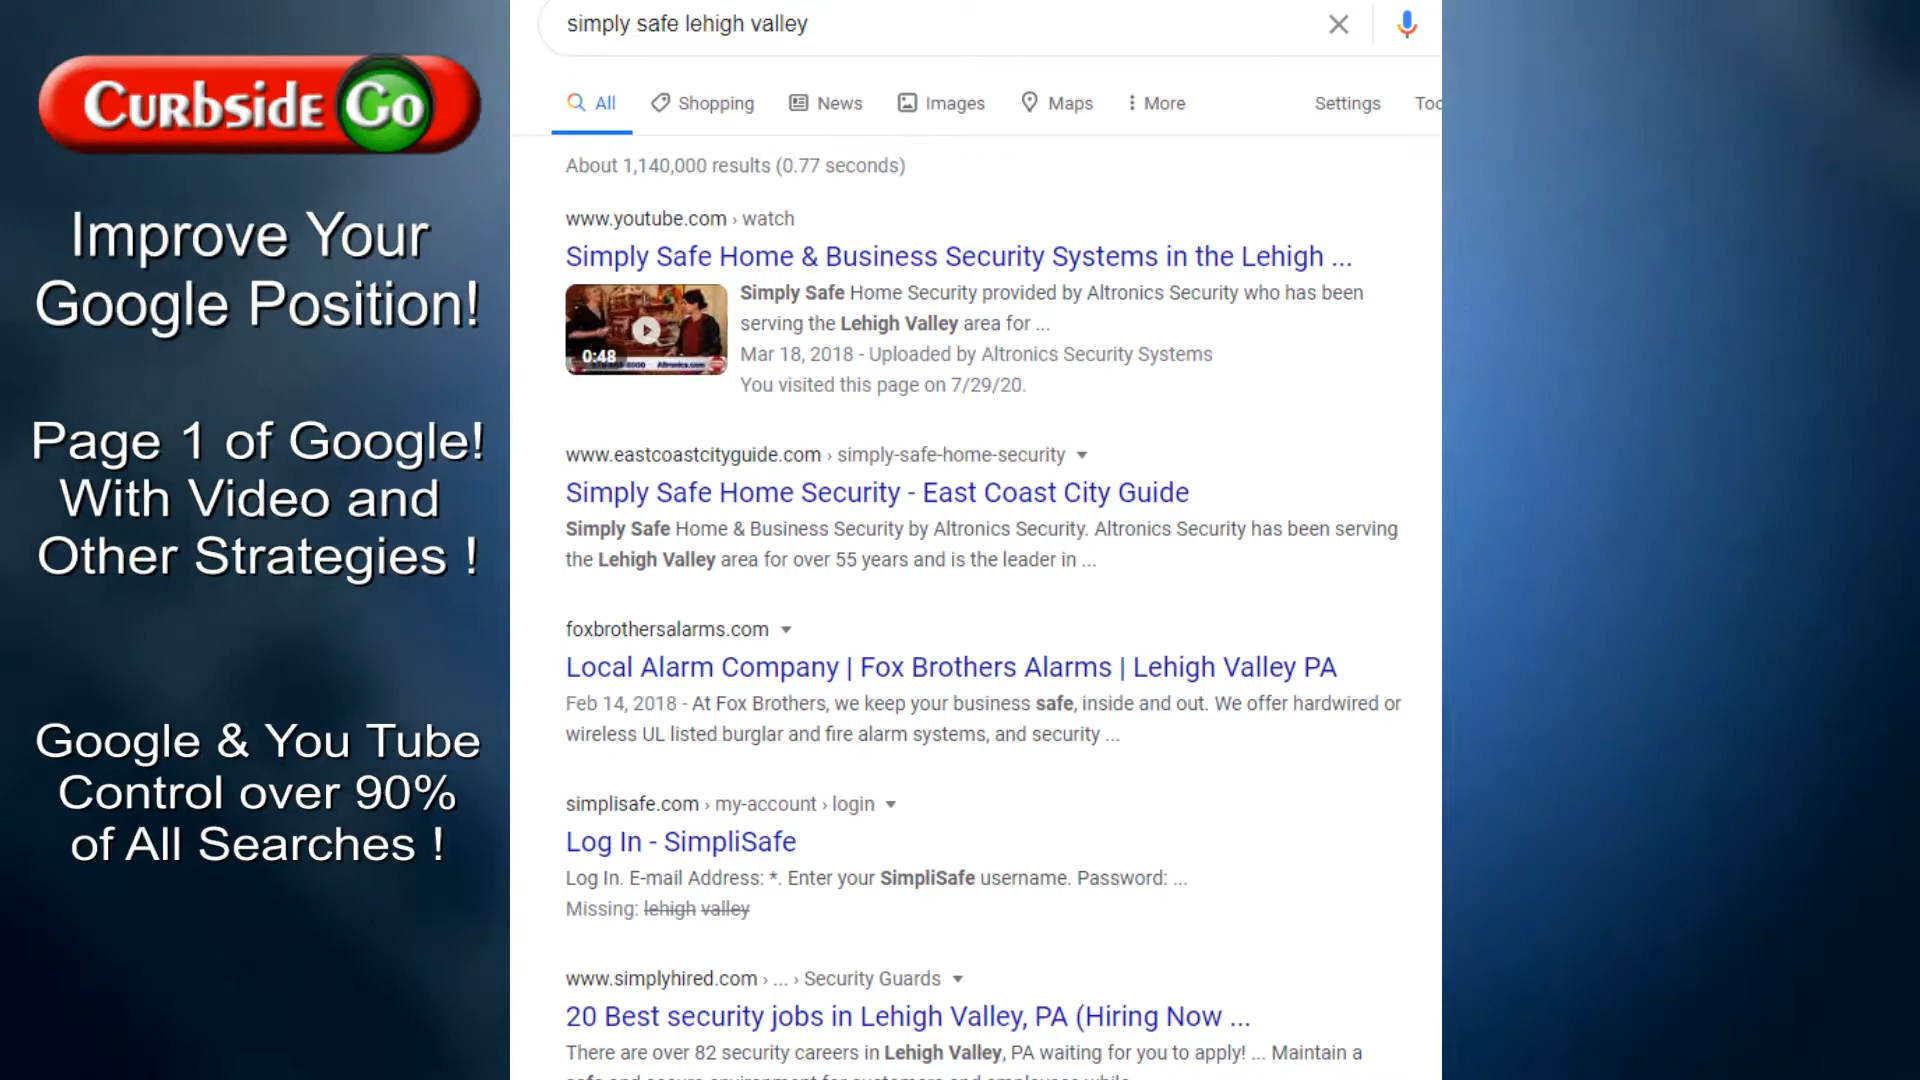 Curbside Go
Improve Your
Google Position!
Page 1 of Google!
With Video and
Other Strategies !
Google & You Tube
Control over 90%
of All Searches !
simply safe lehigh valley
All Shopping News Images Maps More Settings Too
About 1,140,000 results (0.77 seconds)
www.youtube.com › watch
Simply Safe Home & Business Security Systems in the Lehigh ...
Simply Safe Home Security provided by Altronics Security who has been
serving the Lehigh Valley area for ...
0:48
Altronics.com
Mar 18, 2018 - Uploaded by Altronics Security Systems
You visited this page on 7/29/20.
www.eastcoastcityguide.com › simply-safe-home-security
Simply Safe Home Security - East Coast City Guide
Simply Safe Home & Business Security by Altronics Security. Altronics Security has been serving
the Lehigh Valley area for over 55 years and is the leader in ...
foxbrothersalarms.com
Local Alarm Company | Fox Brothers Alarms | Lehigh Valley PA
Feb 14, 2018 - At Fox Brothers, we keep your business safe, inside and out. We offer hardwired or
wireless UL listed burglar and fire alarm systems, and security ...
simplisafe.com › my-account › login
Log In - SimpliSafe
Log In. E-mail Address: *. Enter your SimpliSafe username. Password: ...
Missing: lehigh valley
www.simplyhired.com › ... › Security Guards
20 Best security jobs in Lehigh Valley, PA (Hiring Now ...
There are over 82 security careers in Lehigh Valley, PA waiting for you to apply! ... Maintain a